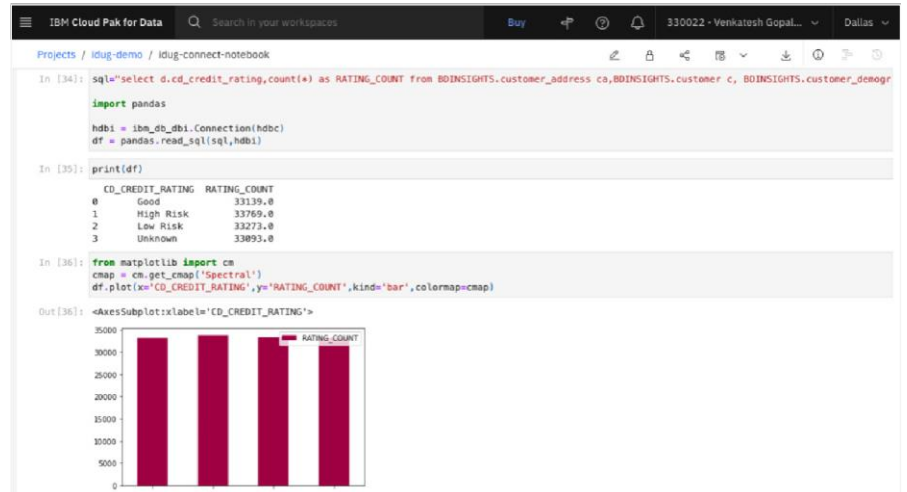 IBM Cloud Pak for Data Search in your workspaces Buy 330022 - Venkatesh Gopal... Dallas
Projects / idug-demo / idug-connect-notebook
In [34]: sql="select d.cd_credit_rating,count(*) as RATING_COUNT from BDINSIGHTS.customer_address ca,BDINSIGHTS.customer c, BDINSIGHTS.customer_demogr
import pandas
hdbi = ibm_db_dbi.Connection(hdbc)
df = pandas.read_sql(sql,hdbi)
In [35]: print(df)
CD_CREDIT_RATING RATING_COUNT
0 Good 33139.0
1 High Risk 33769.0
2 Low Risk 33273.0
3 Unknown 33093.0
In [36]: from matplotlib import cm
cmap = cm.get_cmap('Spectral')
df.plot(x='CD_CREDIT_RATING',y='RATING_COUNT',kind='bar',colormap=cmap)
Out[36]: <AxesSubplot:xlabel='CD_CREDIT_RATING'>
RATING_COUNT
35000
30000
25000
20000
15000
10000
5000
0